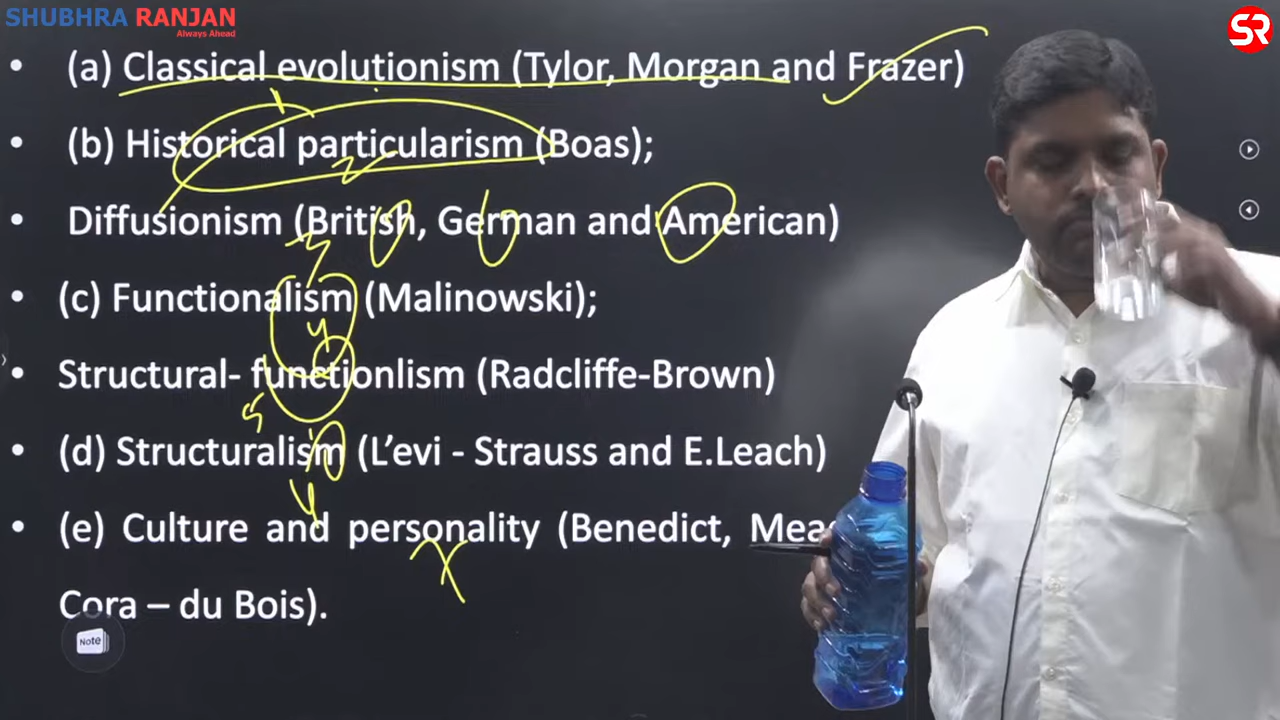 SHUBHRA RANJAN
Always Ahead
SR
• (a) Classical evolutionism (Tylor, Morgan and Frazer)
• (b) Historical particularism (Boas);
• Diffusionism (British, German and American)
• (c) Functionalism (Malinowski);
• Structural- functionlism (Radcliffe-Brown)
• (d) Structuralism (L'evi - Strauss and E.Leach)
• (e) Culture and personality (Benedict,
Cora – du Bois).
Note